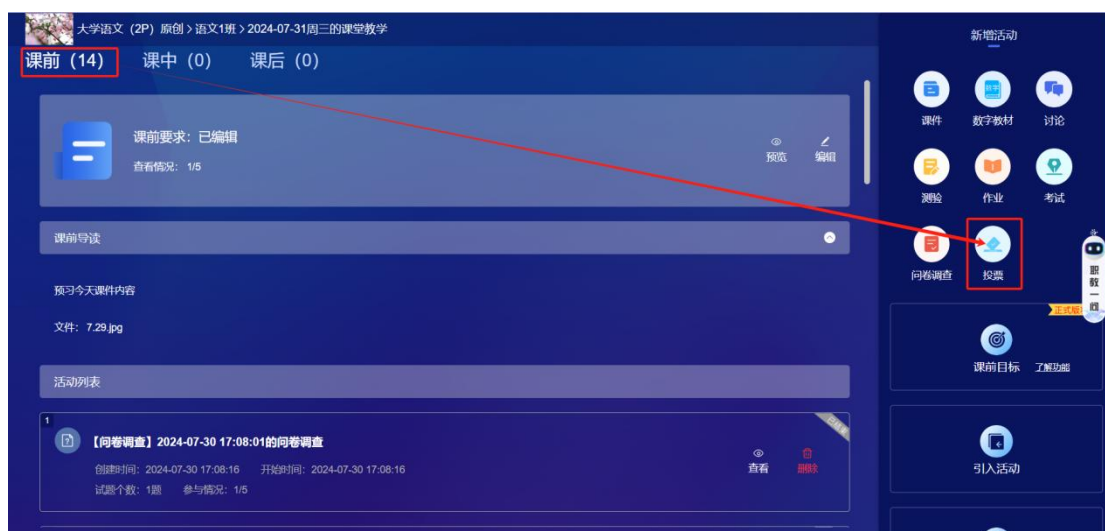 大学语文（2P）原创 > 语文1班 > 2024-07-31周三的课堂教学
课前（14） 课中（0） 课后（0）
课前要求：已编辑
查看情况：1/5
预览 编辑
课前导读
预习今天课件内容
文件：7.29.jpg
活动列表
1
【问卷调查】2024-07-30 17:08:01的问卷调查
创建时间：2024-07-30 17:08:16 开始时间：2024-07-30 17:08:16
试题个数：1题 参与情况：1/5
已结束
查看 删除
新增活动
课件 数字教材 讨论
测验 作业 考试
问卷调查 投票
职教一问
正式版
课前目标 了解功能
引入活动